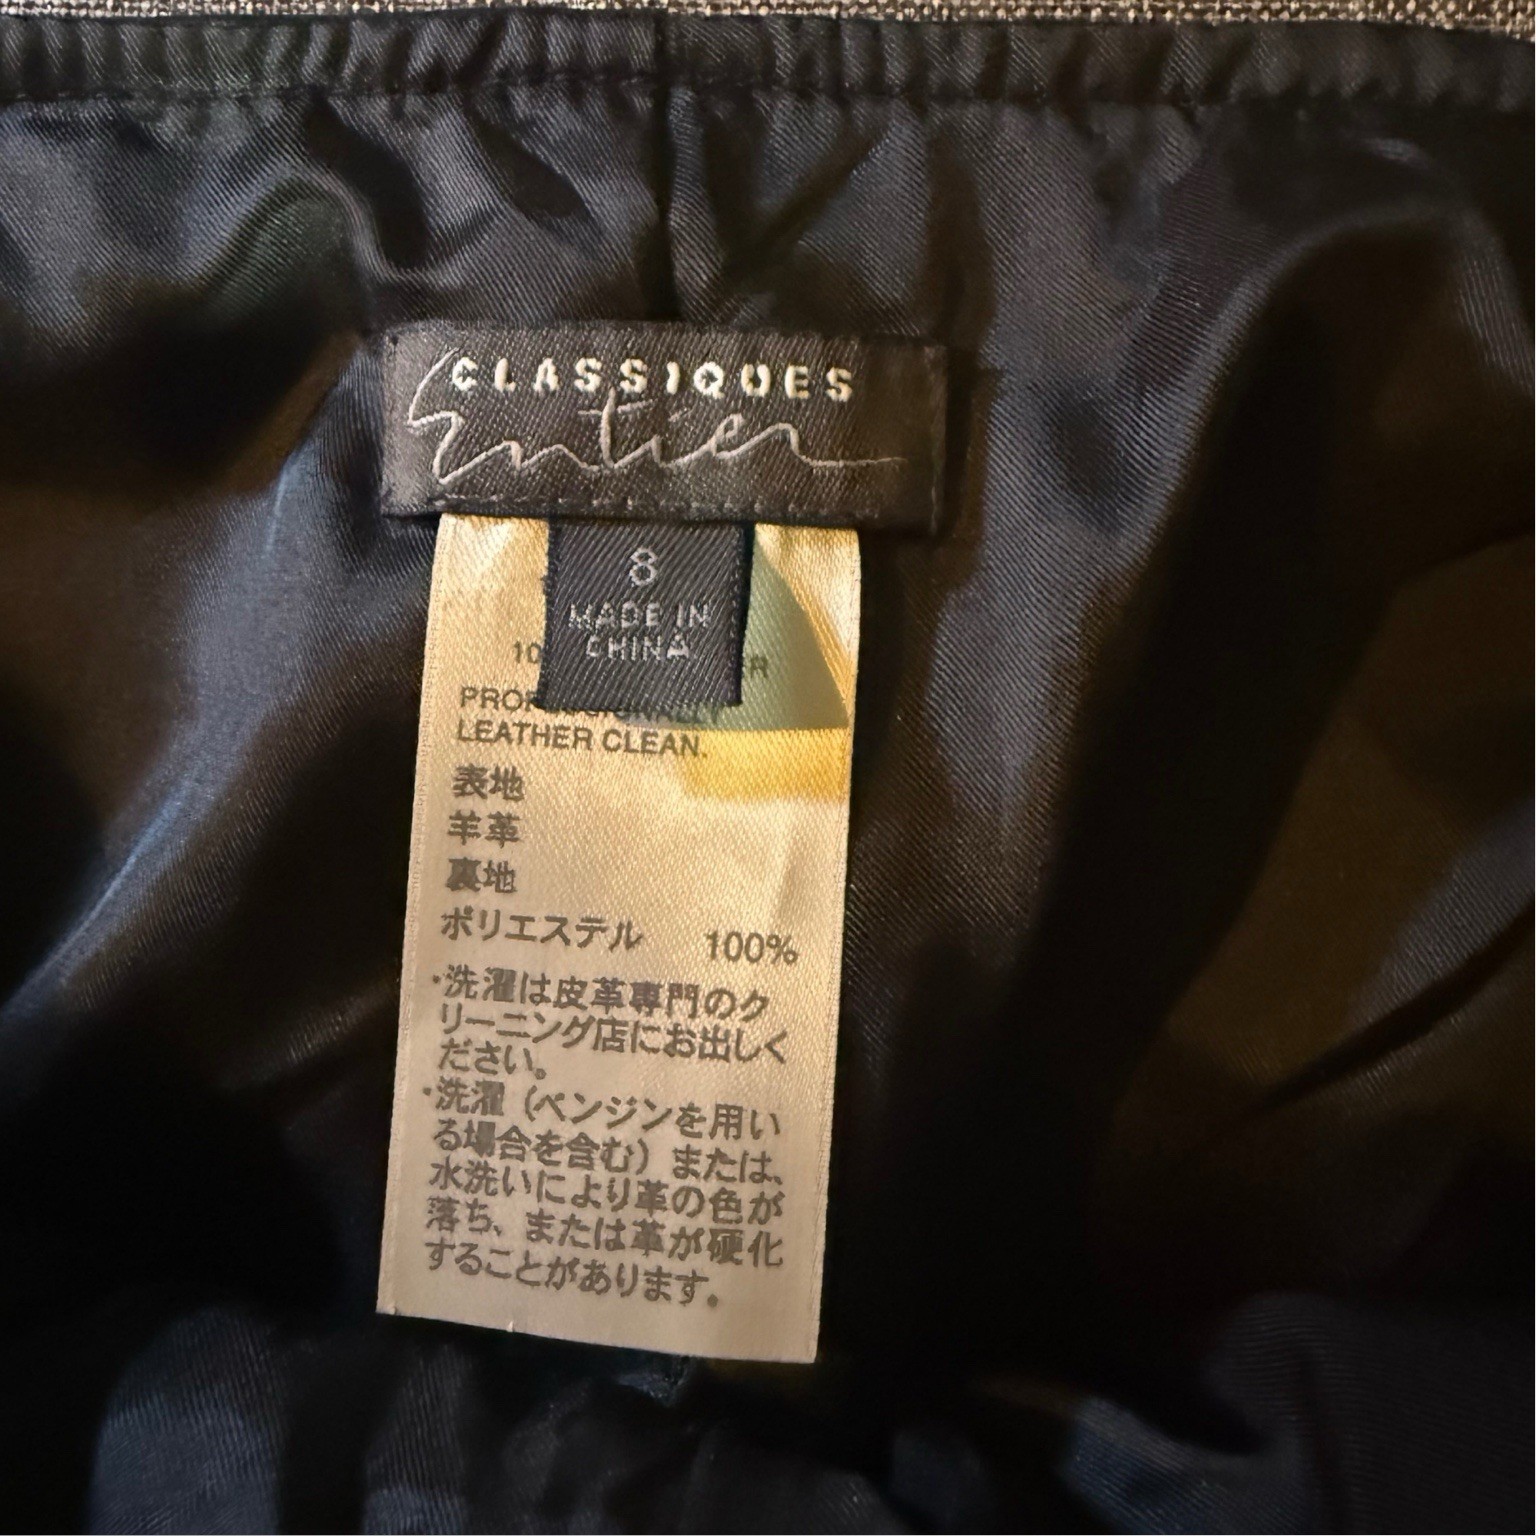 CLASSIQUES
Entier
8
MADE IN
CHINA
LEATHER CLEAN.
表地
羊革
裏地
ポリエステル 100%
・洗濯は皮革専門のク
リーニング店にお出しく
ださい。
・洗濯（ベンジンを用い
る場合を含む）または、
水洗いにより革の色が
落ち、または革が硬化
することがあります。